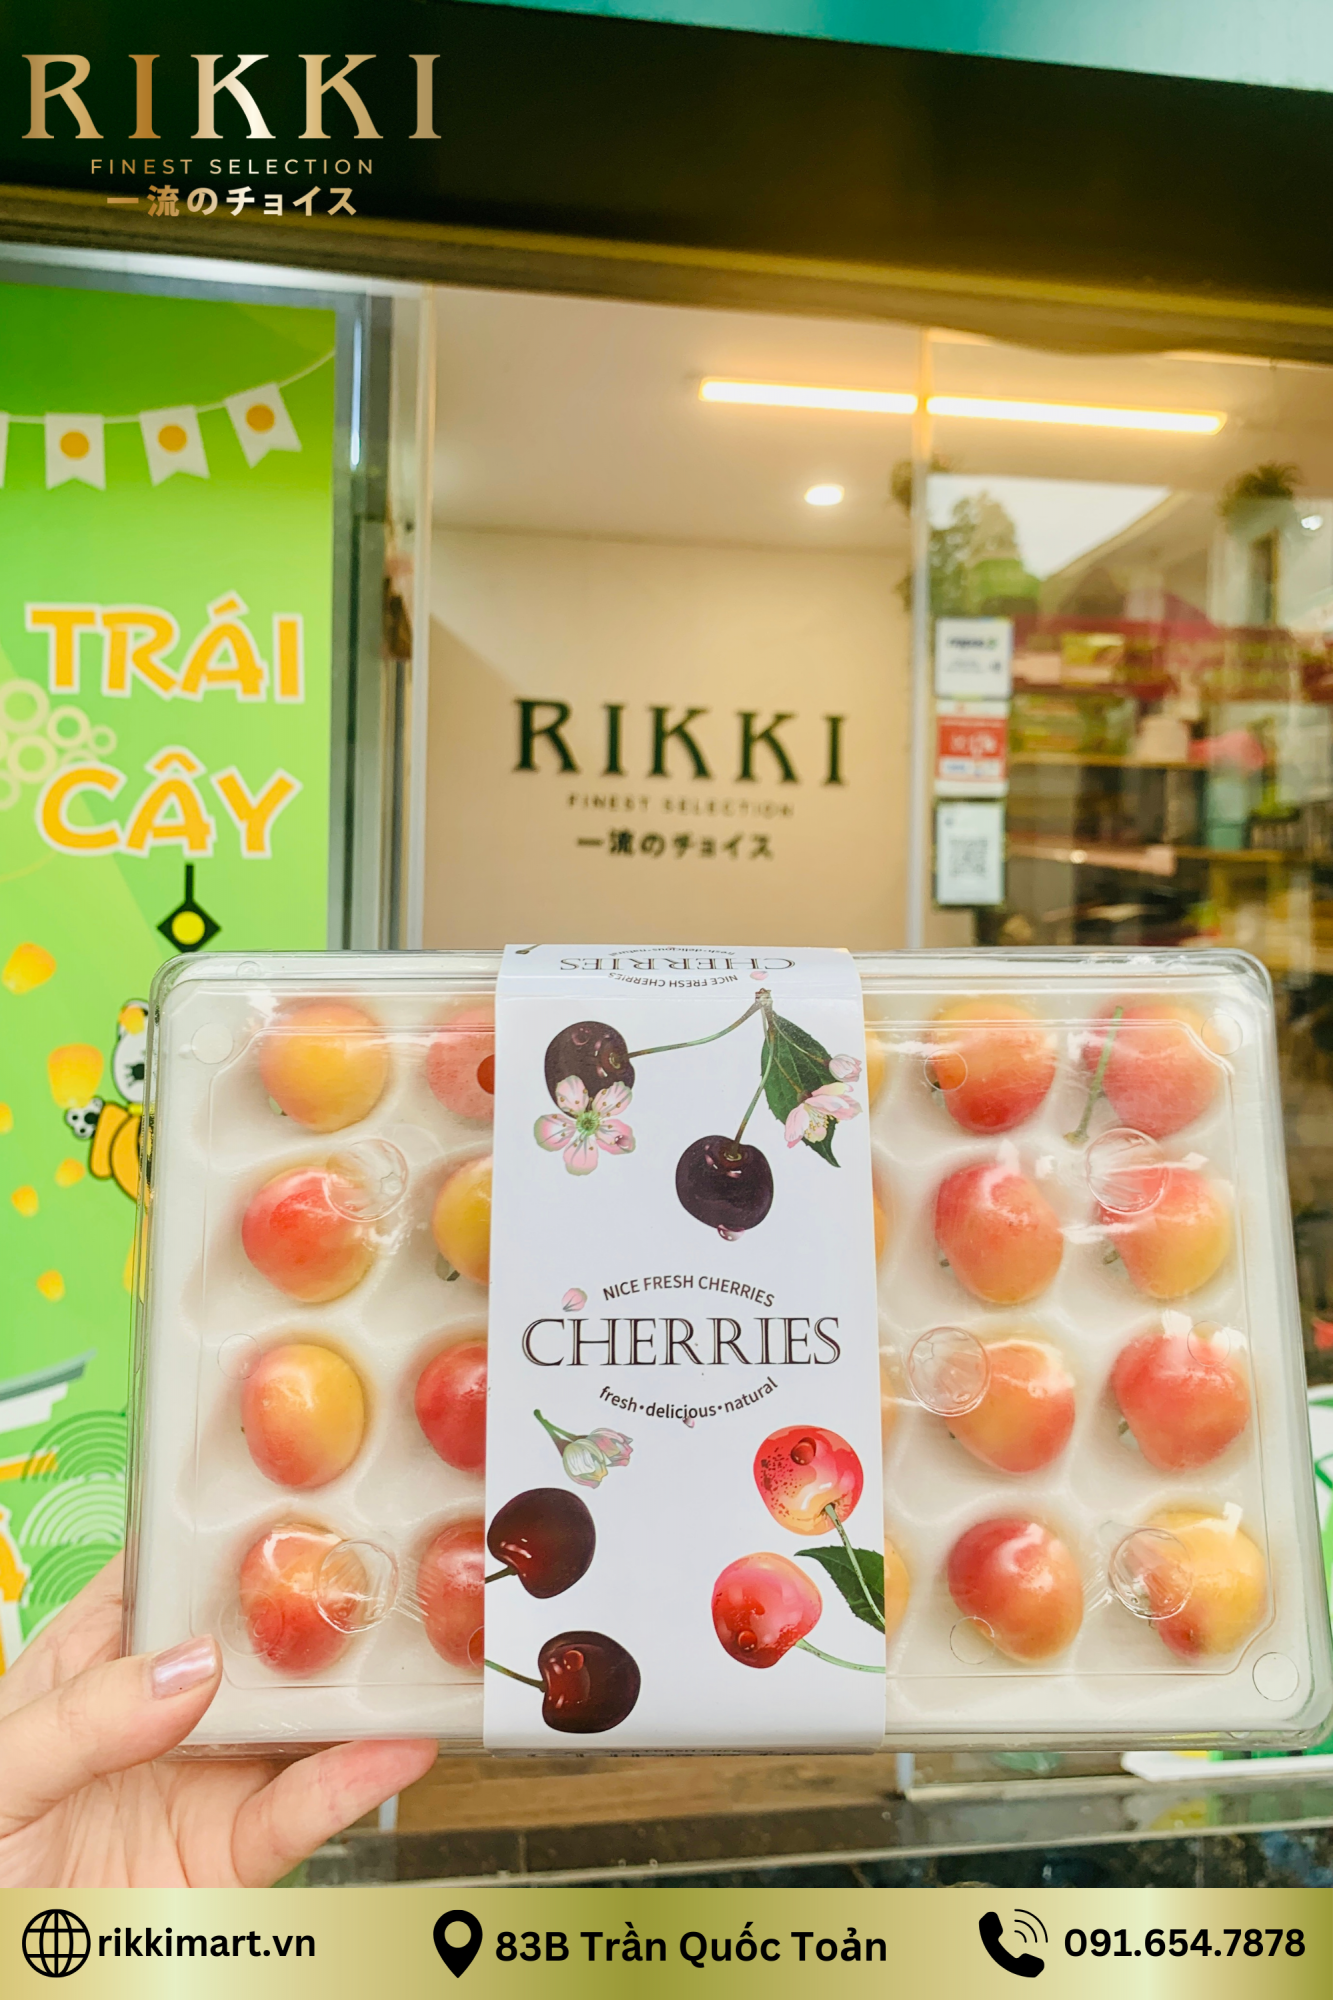 RIKKI
FINEST SELECTION
一流のチョイス
TRÁI
CÂY
RIKKI
FINEST SELECTION
一流のチョイス
CHERRIES
NICE FRESH CHERRIES
NICE FRESH CHERRIES
CHERRIES
fresh•delicious•natural
rikkimart.vn
83B Trần Quốc Toản
091.654.7878